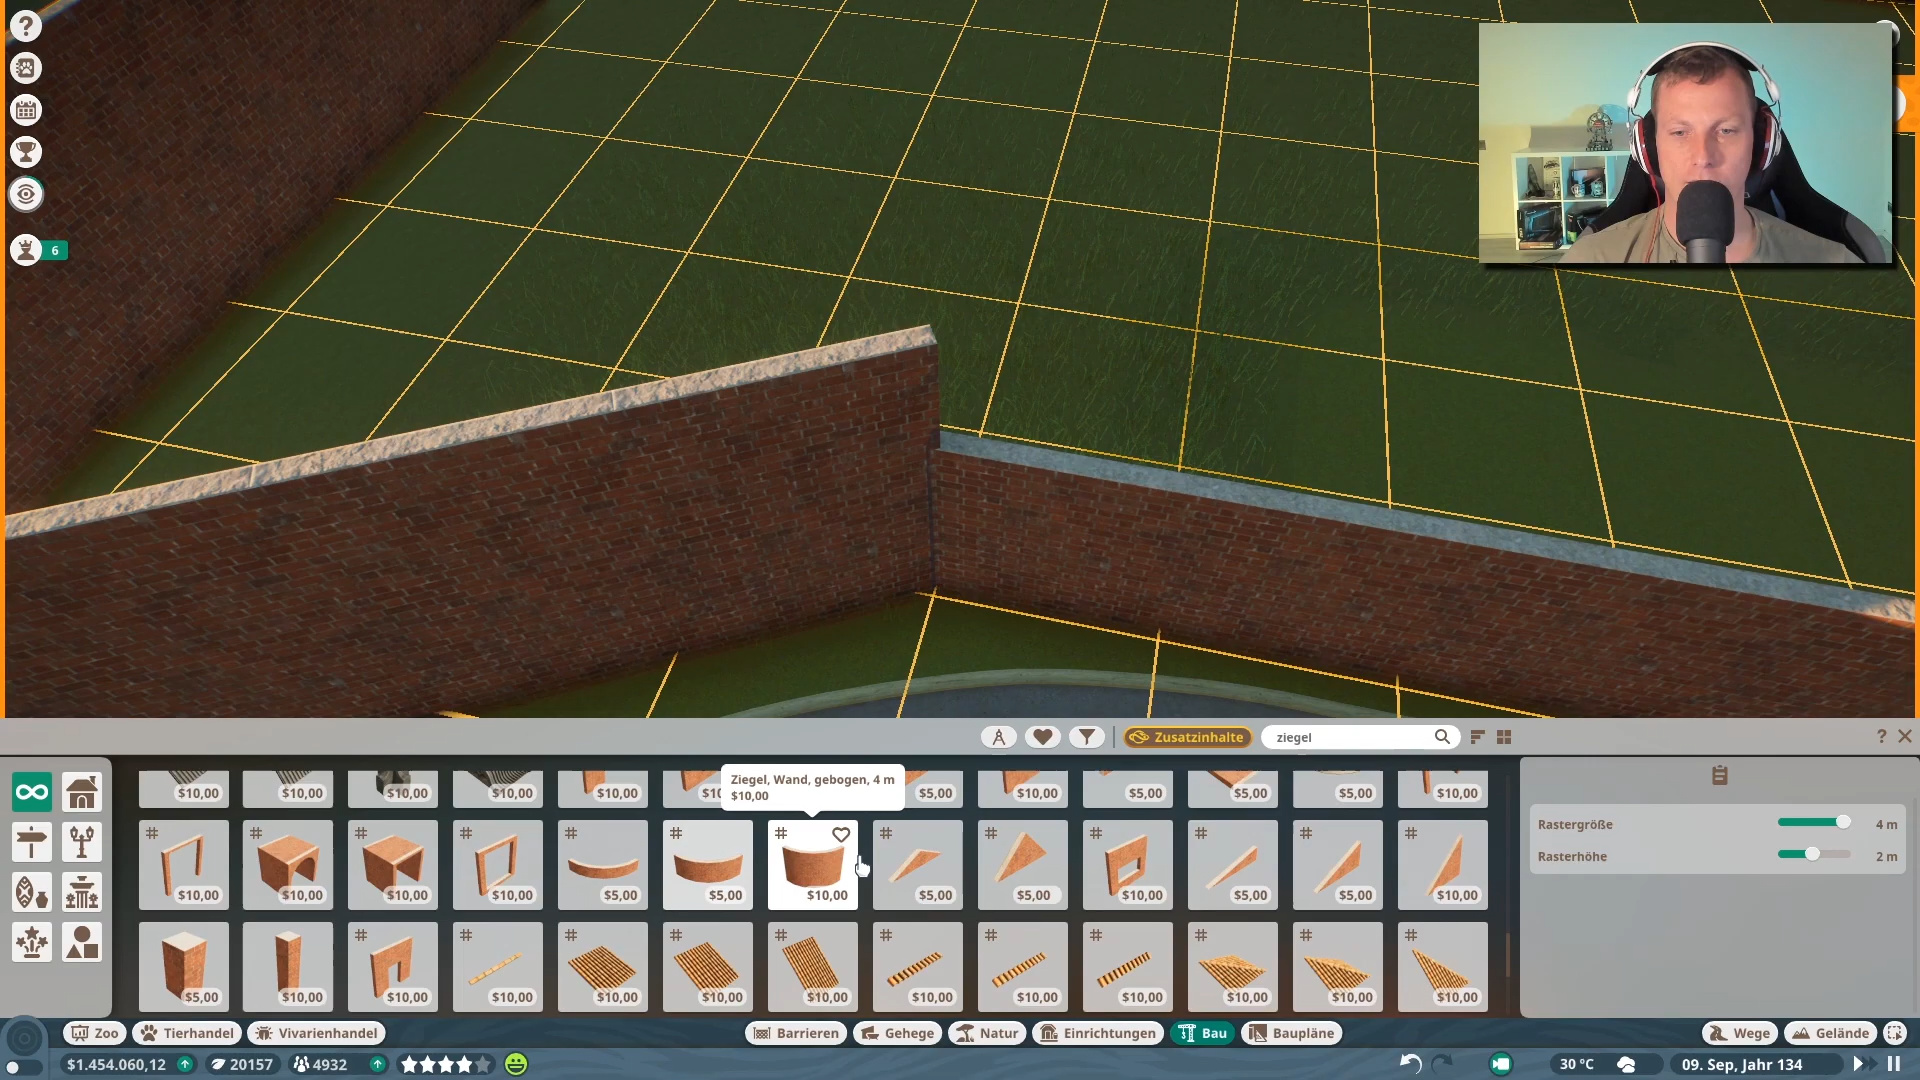 ?
6
Zusatzinhalte
ziegel
?
Ziegel, Wand, gebogen, 4 m
$10,00
$10,00 $10,00 $10,00 $10,00 $10,00 $5,00 $10,00 $5,00 $5,00 $5,00 $10,00
$10,00 $10,00 $10,00 $10,00 $5,00 $5,00 $10,00 $5,00 $5,00 $10,00 $5,00 $5,00 $10,00
$5,00 $10,00 $10,00 $10,00 $10,00 $10,00 $10,00 $10,00 $10,00 $10,00 $10,00 $10,00 $10,00
Rastergröße 4 m
Rasterhöhe 2 m
Zoo Tierhandel Vivarienhandel Barrieren Gehege Natur Einrichtungen Bau Baupläne Wege Gelände
$1.454.060,12 20157 4932 30 °C 09. Sep, Jahr 134